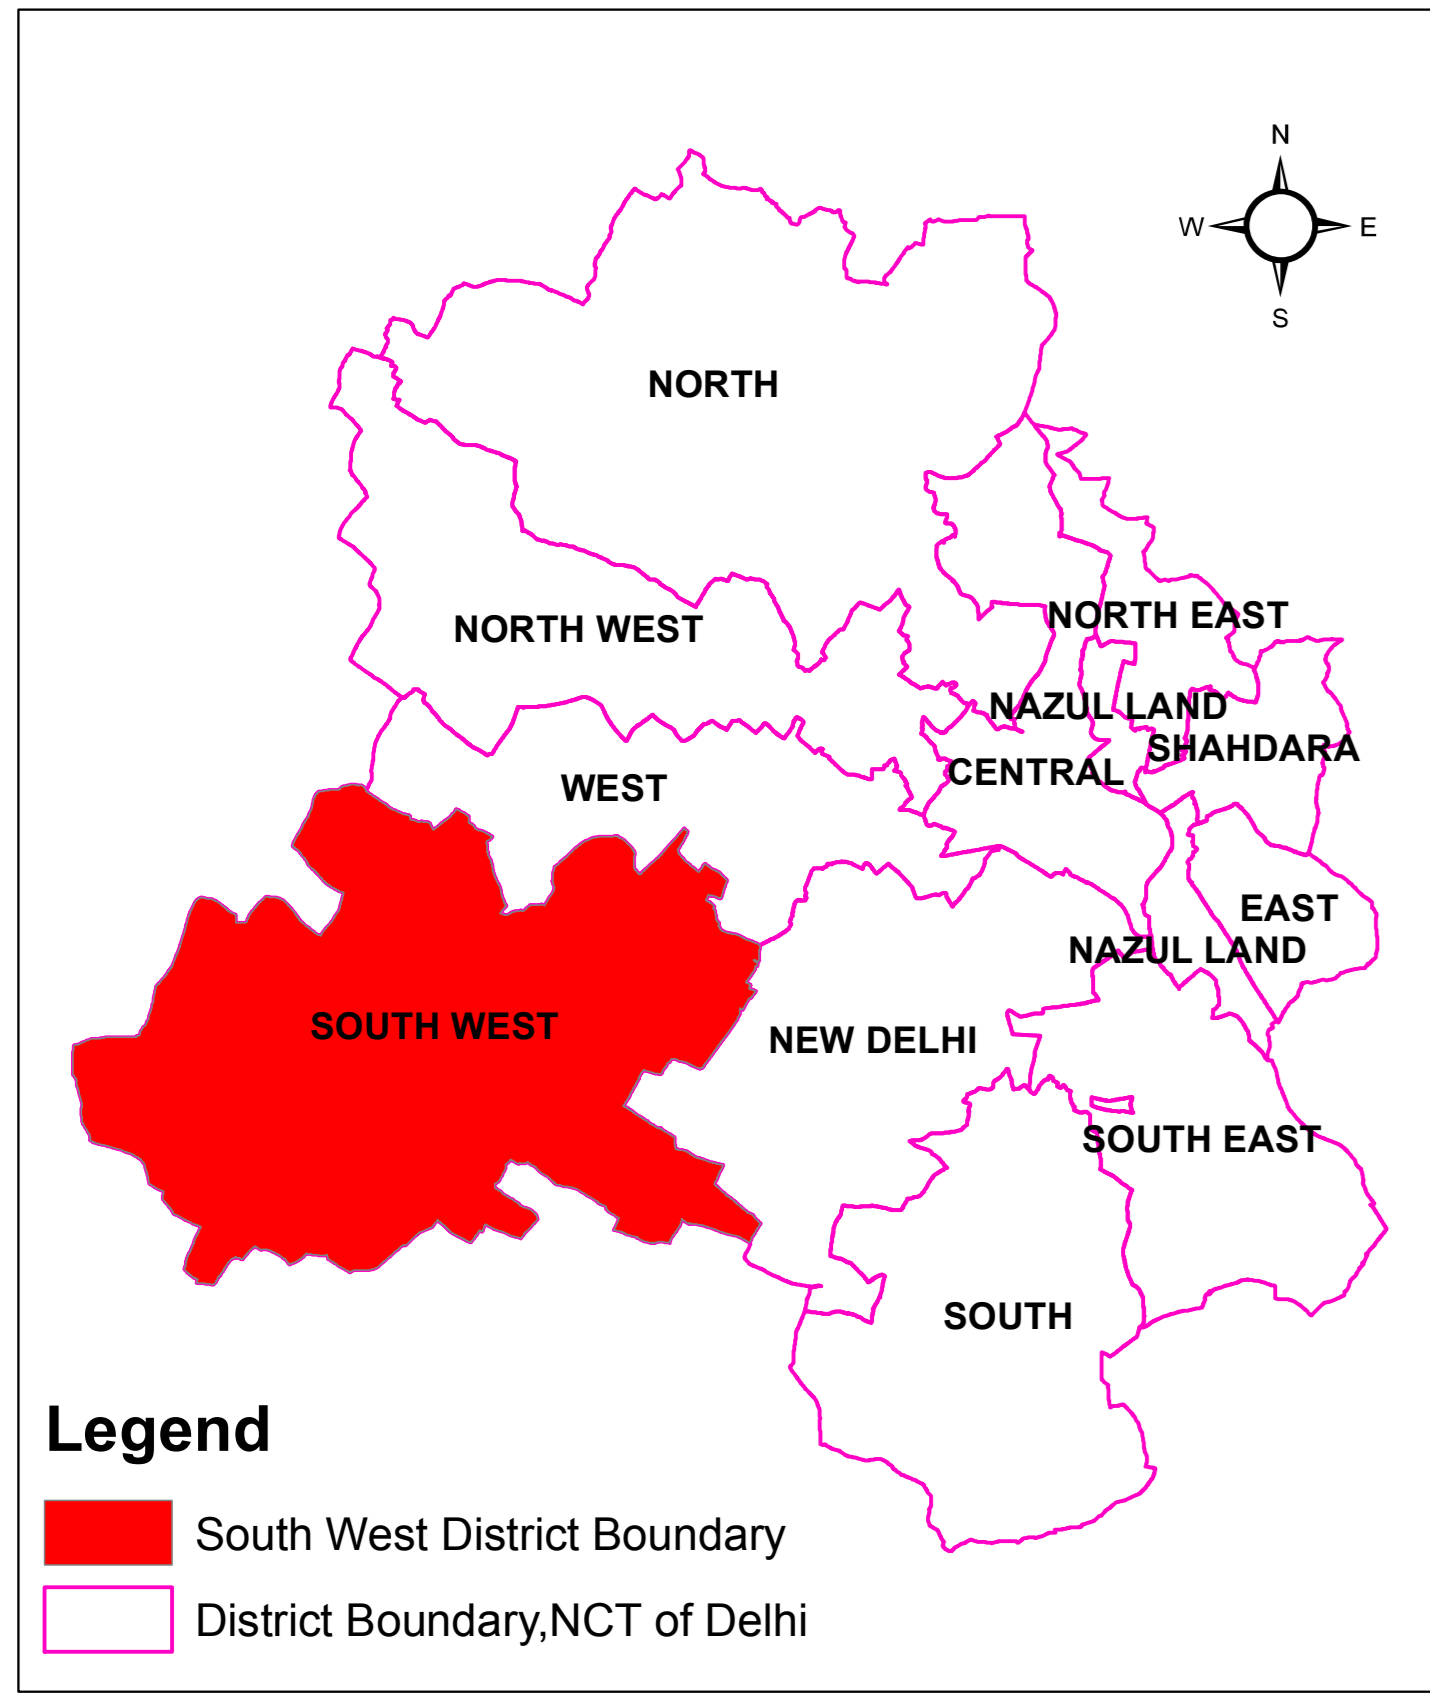 N
W
E
S
NORTH
NORTH EAST
NORTH WEST
NAZUL LAND
SHAHDARA
CENTRAL
WEST
EAST
NAZUL LAND
SOUTH WEST
NEW DELHI
SOUTH EAST
SOUTH
Legend
South West District Boundary
District Boundary,NCT of Delhi